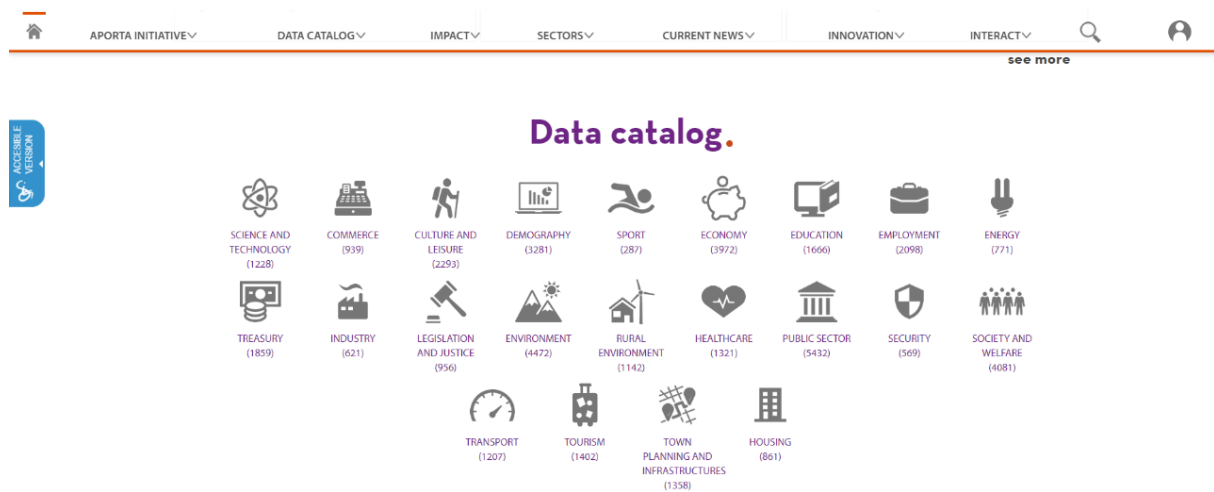 APORTA INITIATIVE
DATA CATALOG
IMPACT
SECTORS
CURRENT NEWS
INNOVATION
INTERACT
see more
ACCESIBLE
VERSION
Data catalog.
SCIENCE AND
TECHNOLOGY
(1228)
COMMERCE
(939)
CULTURE AND
LEISURE
(2293)
DEMOGRAPHY
(3281)
SPORT
(287)
ECONOMY
(3972)
EDUCATION
(1666)
EMPLOYMENT
(2098)
ENERGY
(771)
TREASURY
(1859)
INDUSTRY
(621)
LEGISLATION
AND JUSTICE
(956)
ENVIRONMENT
(4472)
RURAL
ENVIRONMENT
(1142)
HEALTHCARE
(1321)
PUBLIC SECTOR
(5432)
SECURITY
(569)
SOCIETY AND
WELFARE
(4081)
TRANSPORT
(1207)
TOURISM
(1402)
TOWN
PLANNING AND
INFRASTRUCTURES
(1358)
HOUSING
(861)